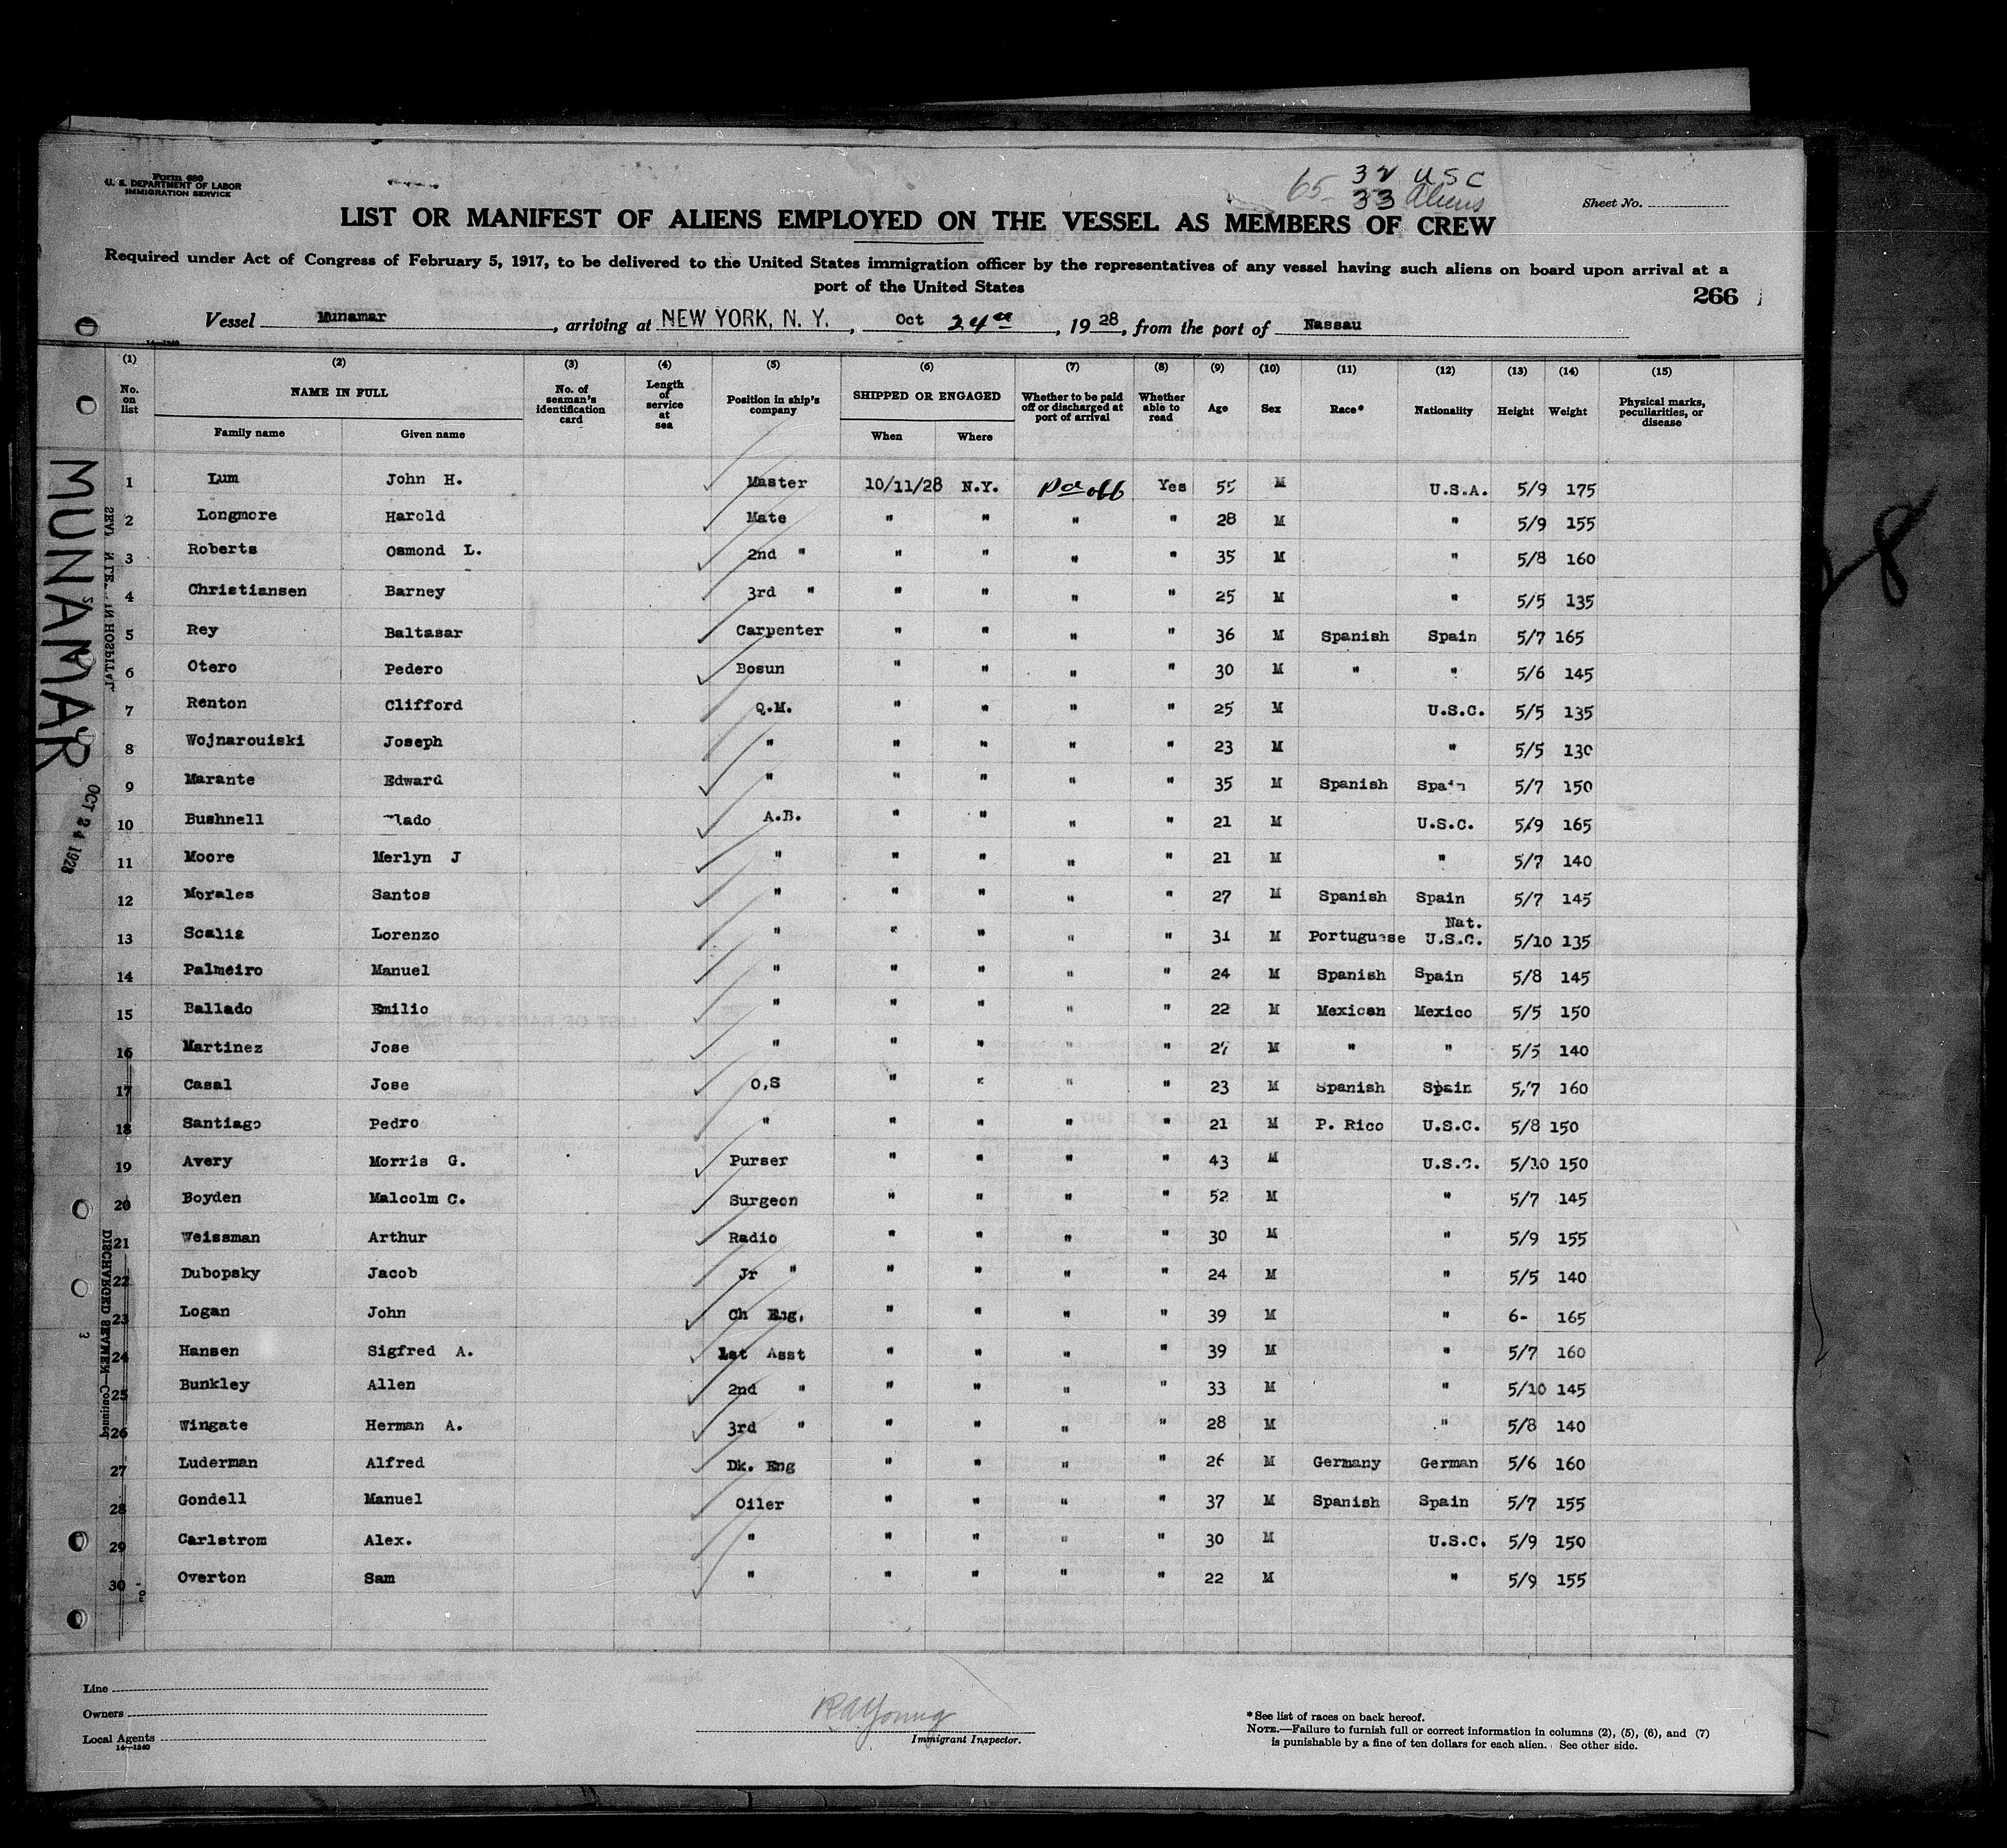 Form 680
U. S. DEPARTMENT OF LABOR
IMMIGRATION SERVICE
65 32 USC
33 Aliens
Sheet No.
LIST OR MANIFEST OF ALIENS EMPLOYED ON THE VESSEL AS MEMBERS OF CREW
Required under Act of Congress of February 5, 1917, to be delivered to the United States immigration officer by the representatives of any vessel having such aliens on board upon arrival at a
port of the United States
266
Vessel Munamar, arriving at NEW YORK, N. Y., Oct 24th, 1928, from the port of Nassau
14—1240
(1) (2) (3) (4) (5) (6) (7) (8) (9) (10) (11) (12) (13) (14) (15)
No. on list NAME IN FULL Family name Given name No. of seaman's identification card Length of service at sea Position in ship's company SHIPPED OR ENGAGED When Where Whether to be paid off or discharged at port of arrival Whether able to read Age Sex Race* Nationality Height Weight Physical marks, peculiarities, or disease
1 Lum John H. Master 10/11/28 N.Y. Pd off Yes 55 M U.S.A. 5/9 175
2 Longmore Harold Mate " " " " 28 M " 5/9 155
3 Roberts Osmond L. 2nd " " " " " 35 M " 5/8 160
4 Christiansen Barney 3rd " " " " " 25 M " 5/5 135
5 Rey Baltasar Carpenter " " " " 36 M Spanish Spain 5/7 165
6 Otero Pedero Bosun " " " " 30 M " " 5/6 145
7 Renton Clifford Q.M. " " " " 25 M U.S.C. 5/5 135
8 Wojnarouiski Joseph " " " " " 23 M " 5/5 130
9 Marante Edward " " " " " 35 M Spanish Spain 5/7 150
10 Bushnell A.B. " " " " 21 M U.S.C. 5/9 165
11 Moore Merlyn J " " " " " 21 M " 5/7 140
12 Morales Santos " " " " " 27 M Spanish Spain 5/7 145
13 Scalia Lorenzo " " " " " 31 M Portuguese Nat. U.S.C. 5/10 135
14 Palmeiro Manuel " " " " " 24 M Spanish Spain 5/8 145
15 Ballado Emilio " " " " " 22 M Mexican Mexico 5/5 150
16 Martinez Jose " " " " " 27 M " " 5/5 140
17 Casal Jose O,S " " " " 23 M Spanish Spain 5/7 160
18 Santiago Pedro " " " " " 21 M P. Rico U.S.C. 5/8 150
19 Avery Morris G. Purser " " " " 43 M U.S.C. 5/10 150
20 Boyden Malcolm C. Surgeon " " " " 52 M " 5/7 145
21 Weissman Arthur Radio " " " " 30 M " 5/9 155
22 Dubopsky Jacob Jr " " " " " 24 M " 5/5 140
23 Logan John Ch Eng. " " " " 39 M " 6- 165
24 Hansen Sigfred A. 1st Asst " " " " 39 M " 5/7 160
25 Bunkley Allen 2nd " " " " " 33 M " 5/10 145
26 Wingate Herman A. 3rd " " " " " 28 M " 5/8 140
27 Luderman Alfred Dk. Eng " " " " 26 M Germany German 5/6 160
28 Gondell Manuel Oiler " " " " 37 M Spanish Spain 5/7 155
29 Carlstrom Alex. " " " " " 30 M U.S.C. 5/9 150
30 Overton Sam " " " " " 22 M " 5/9 155
MUNAMAR
OCT 24 1928
DISCHARGED SEAMEN—Continued
3
Line
Owners
Local Agents
14—1240
R A Young
Immigrant Inspector.
* See list of races on back hereof.
NOTE.—Failure to furnish full or correct information in columns (2), (5), (6), and (7)
is punishable by a fine of ten dollars for each alien. See other side.
8